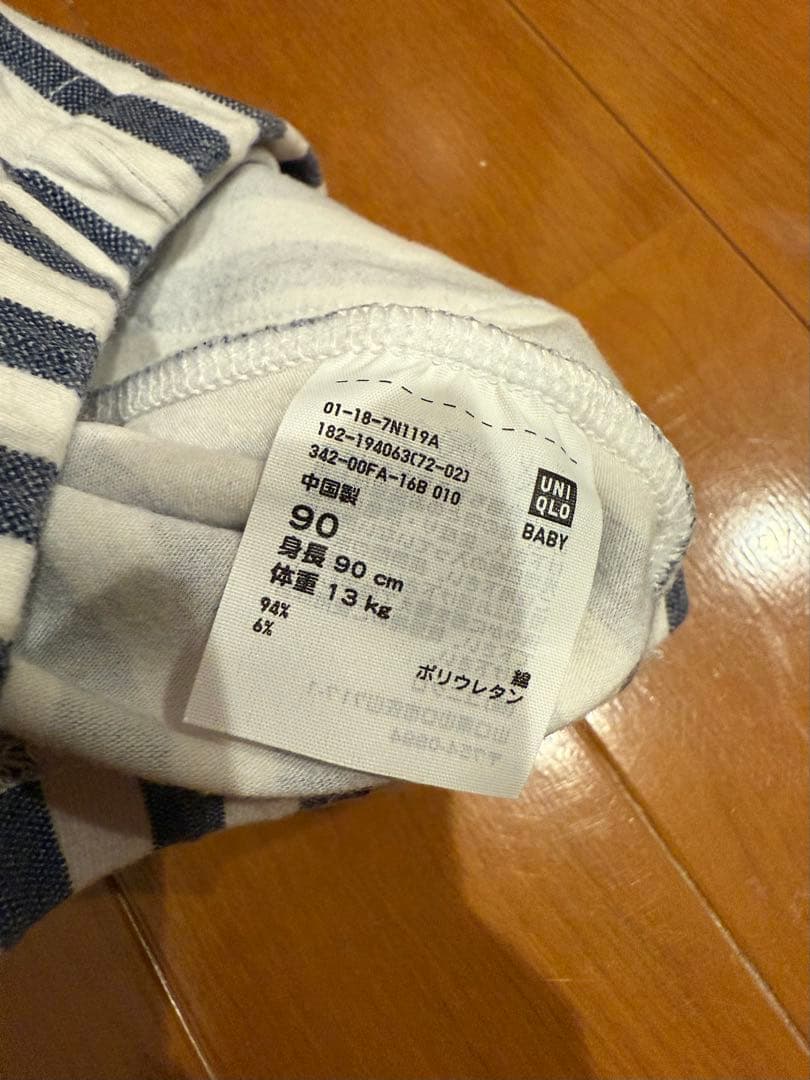 01-18-7N119A
182-194063(72-02)
342-00FA-16B 010
中国製
90
身長 90 cm
体重 13 kg
94% 綿
6% ポリウレタン
UNI
QLO
BABY